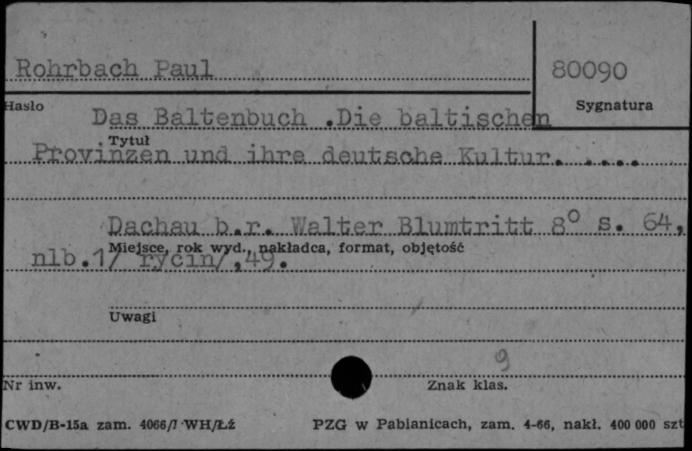 Rohrbach Paul
80090
Hasło
Sygnatura
Das Baltenbuch .Die baltischen
Tytuł
Provinzen und ihre deutsche Kultur. ....
Dachau b.r. Walter Blumtritt 8° s. 64,
Miejsce, rok wyd., nakładca, format, objętość
nlb.1/ rycin/,49.
Uwagi
9
Nr inw.
Znak klas.
CWD/B-15a zam. 4066/7 WH/Łź
PZG w Pabianicach, zam. 4-66, nakł. 400 000 szt